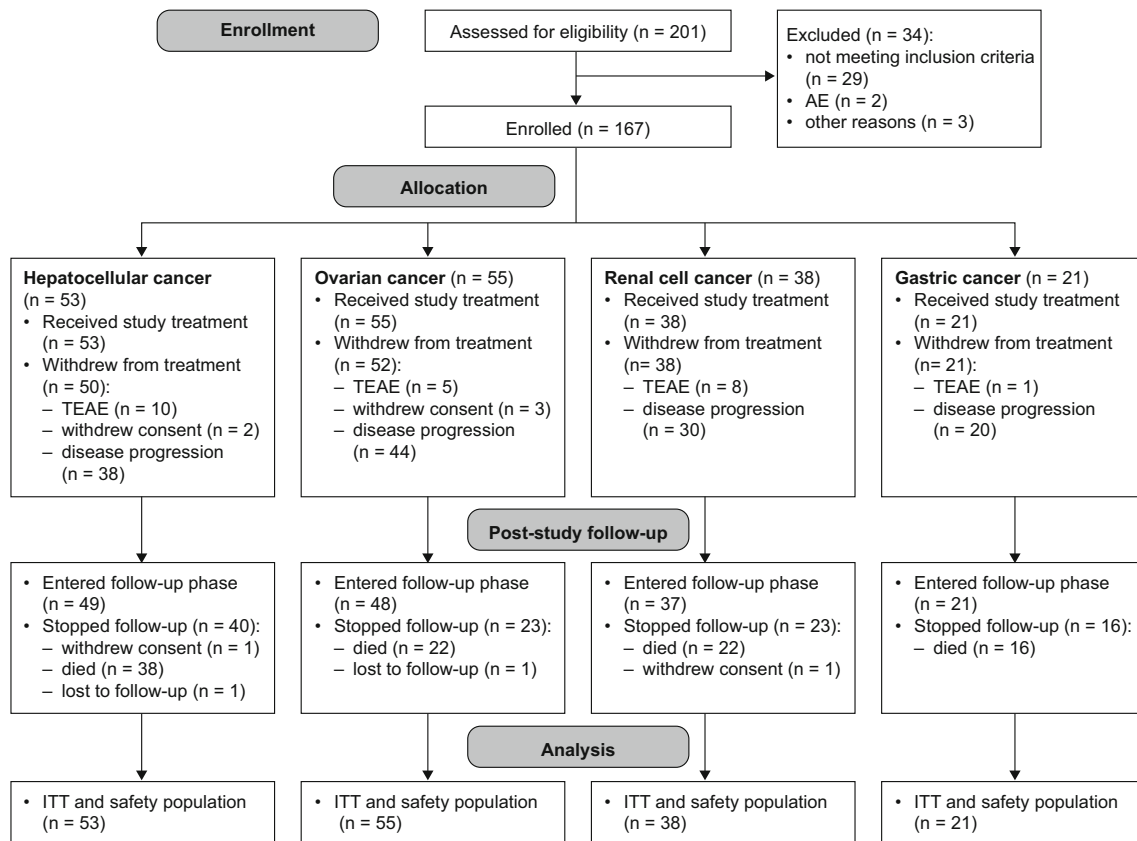 Enrollment
Assessed for eligibility (n = 201)
Excluded (n = 34):
• not meeting inclusion criteria
(n = 29)
• AE (n = 2)
• other reasons (n = 3)
Enrolled (n = 167)
Allocation
Hepatocellular cancer
(n = 53)
• Received study treatment
(n = 53)
• Withdrew from treatment
(n = 50):
– TEAE (n = 10)
– withdrew consent (n = 2)
– disease progression
(n = 38)
Ovarian cancer (n = 55)
• Received study treatment
(n = 55)
• Withdrew from treatment
(n = 52):
– TEAE (n = 5)
– withdrew consent (n = 3)
– disease progression
(n = 44)
Renal cell cancer (n = 38)
• Received study treatment
(n = 38)
• Withdrew from treatment
(n= 38)
– TEAE (n = 8)
– disease progression
(n = 30)
Gastric cancer (n = 21)
• Received study treatment
(n = 21)
• Withdrew from treatment
(n= 21):
– TEAE (n = 1)
– disease progression
(n = 20)
Post-study follow-up
• Entered follow-up phase
(n = 49)
• Stopped follow-up (n = 40):
– withdrew consent (n = 1)
– died (n = 38)
– lost to follow-up (n = 1)
• Entered follow-up phase
(n = 48)
• Stopped follow-up (n = 23):
– died (n = 22)
– lost to follow-up (n = 1)
• Entered follow-up phase
(n = 37)
• Stopped follow-up (n = 23):
– died (n = 22)
– withdrew consent (n = 1)
• Entered follow-up phase
(n = 21)
• Stopped follow-up (n = 16):
– died (n = 16)
Analysis
• ITT and safety population
(n = 53)
• ITT and safety population
(n = 55)
• ITT and safety population
(n = 38)
• ITT and safety population
(n = 21)